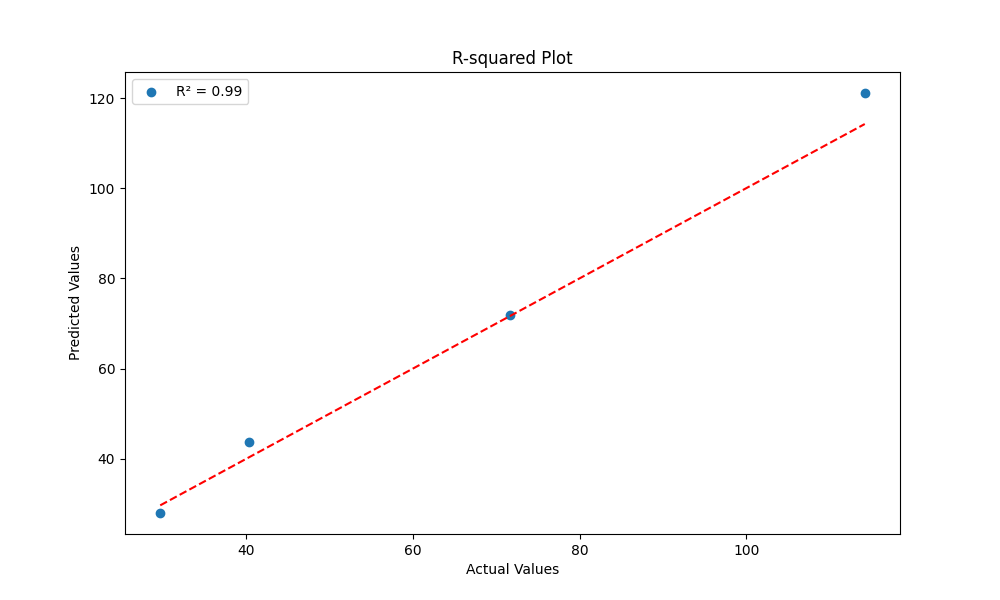 R-squared Plot
R² = 0.99
120
100
80
60
40
Predicted Values
40 60 80 100
Actual Values